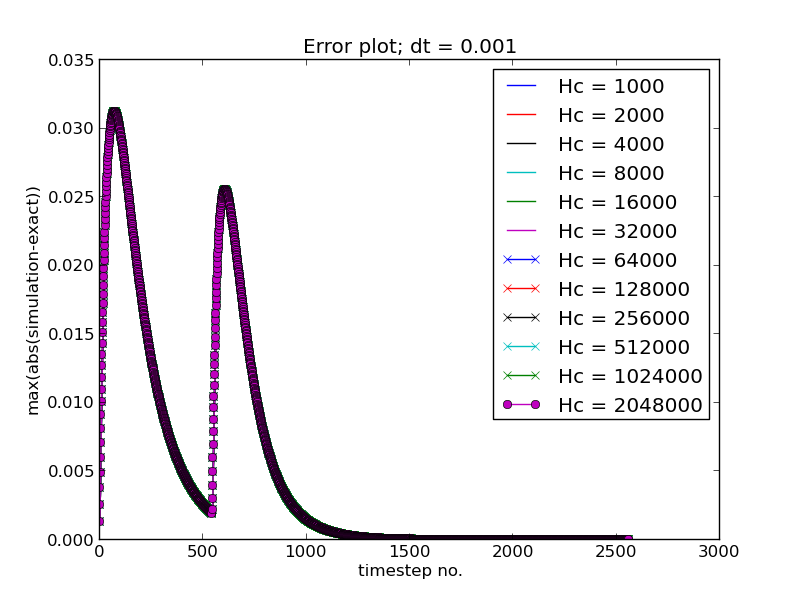 Error plot; dt = 0.001
max(abs(simulation-exact))
0.035
0.030
0.025
0.020
0.015
0.010
0.005
0.000
Hc = 1000
Hc = 2000
Hc = 4000
Hc = 8000
Hc = 16000
Hc = 32000
Hc = 64000
Hc = 128000
Hc = 256000
Hc = 512000
Hc = 1024000
Hc = 2048000
0 500 1000 1500 2000 2500 3000
timestep no.